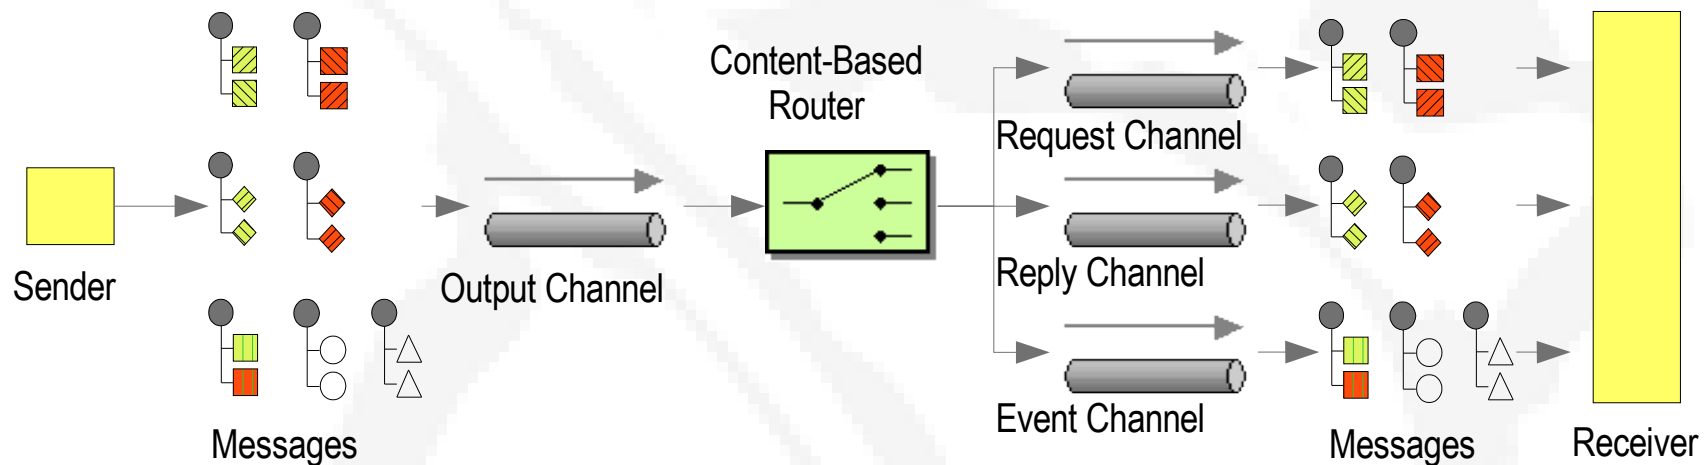 Content-Based
Router
Request Channel
Sender
Output Channel
Reply Channel
Event Channel
Messages
Messages
Receiver